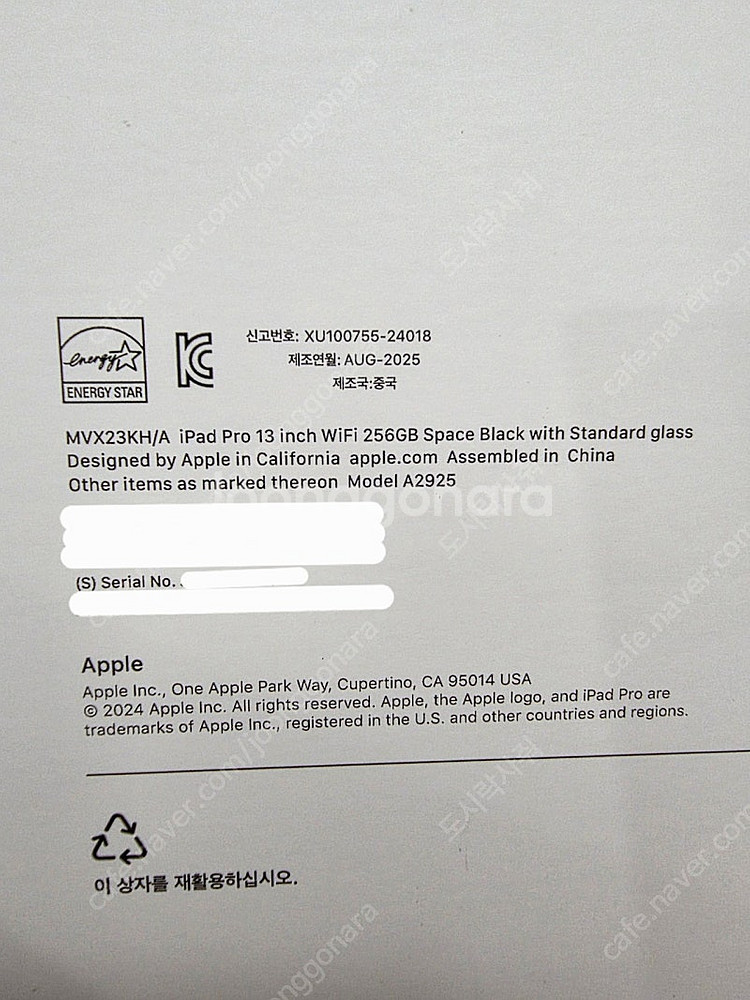 신고번호: XU100755-24018
제조연월: AUG-2025
제조국:중국
energy
ENERGY STAR
MVX23KH/A iPad Pro 13 inch WiFi 256GB Space Black with Standard glass
Designed by Apple in California apple.com Assembled in China
Other items as marked thereon Model A2925
joonggonara
(S) Serial No.
Apple
Apple Inc., One Apple Park Way, Cupertino, CA 95014 USA
© 2024 Apple Inc. All rights reserved. Apple, the Apple logo, and iPad Pro are
trademarks of Apple Inc., registered in the U.S. and other countries and regions.
이 상자를 재활용하십시오.
cafe.naver.com/joonggonara
도시락사줘